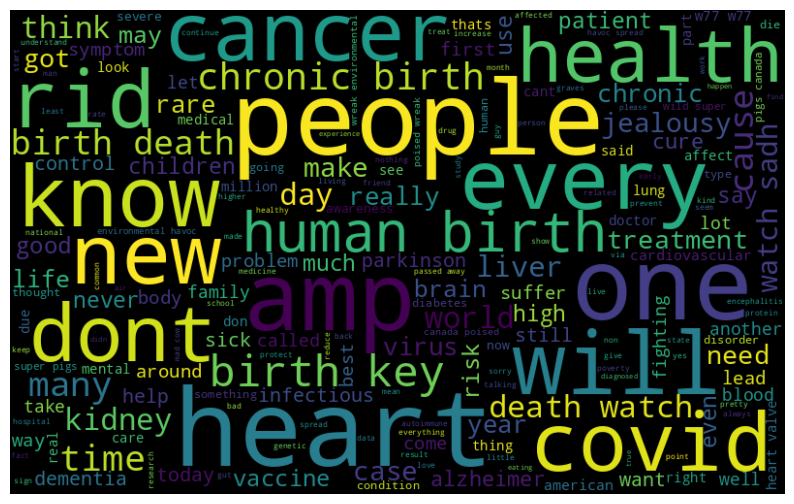 severe
continue
cancer
affected
treat increase
thats
patient
w77 w77
part
die
havoc spread
understand
start
think
may
symptom
got
look
let
man
month
use
first
health
rid
chronic birth
rare
medical
birth death
control
children
million
people
human
cant
wild super
pigs canada
graves
chronic
jealousy
cure
said
affect
cause
watch sadh
know
make
see
going
day
really
awareness
nothing
guy
experience
drug
person
poised wreak
wreak environmental
every
lung
type
say
doctor
prevent
kind
seem
related
new
national
good
environmental havoc
made
higher
living
friend
healthy
human birth
show
study
treatment
lot
via
cardiovascular
life
thought
never
body
problem
family
common
medicine
school
much
parkinson
passed away
diabetes
brain
liver
suffer
high
still
now
one
live
another
encephalitis
protein
dont
due
keep
didn
don
sick
called
amp
world
canada poised
virus
best
back
reduce
risk
will
fighting
disorder
need
lead
blood
non
give
state
yes
poverty
diagnosed
super pigs
mental
around
many
help
something
birth key
infectious
protect
mad cow
everything
sorry
talking
mean
death watch
even
pretty
always
heart valve
take
kidney
real
way
care
hospital
time
today
bad
spread
heart
year
come
thing
covid
true
point
fact
sign
dementia
vaccine
research
genetic
gut
data
love
autoimmune
result
little
eating
case
condition
alzheimer
american
want
right
well